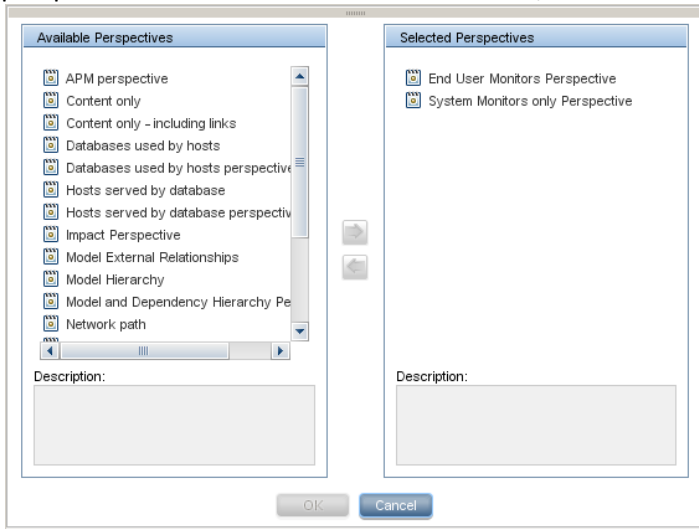 Available Perspectives
APM perspective
Content only
Content only – including links
Databases used by hosts
Databases used by hosts perspective
Hosts served by database
Hosts served by database perspectiv
Impact Perspective
Model External Relationships
Model Hierarchy
Model and Dependency Hierarchy Pe
Network path
Description:
Selected Perspectives
End User Monitors Perspective
System Monitors only Perspective
Description:
OK
Cancel